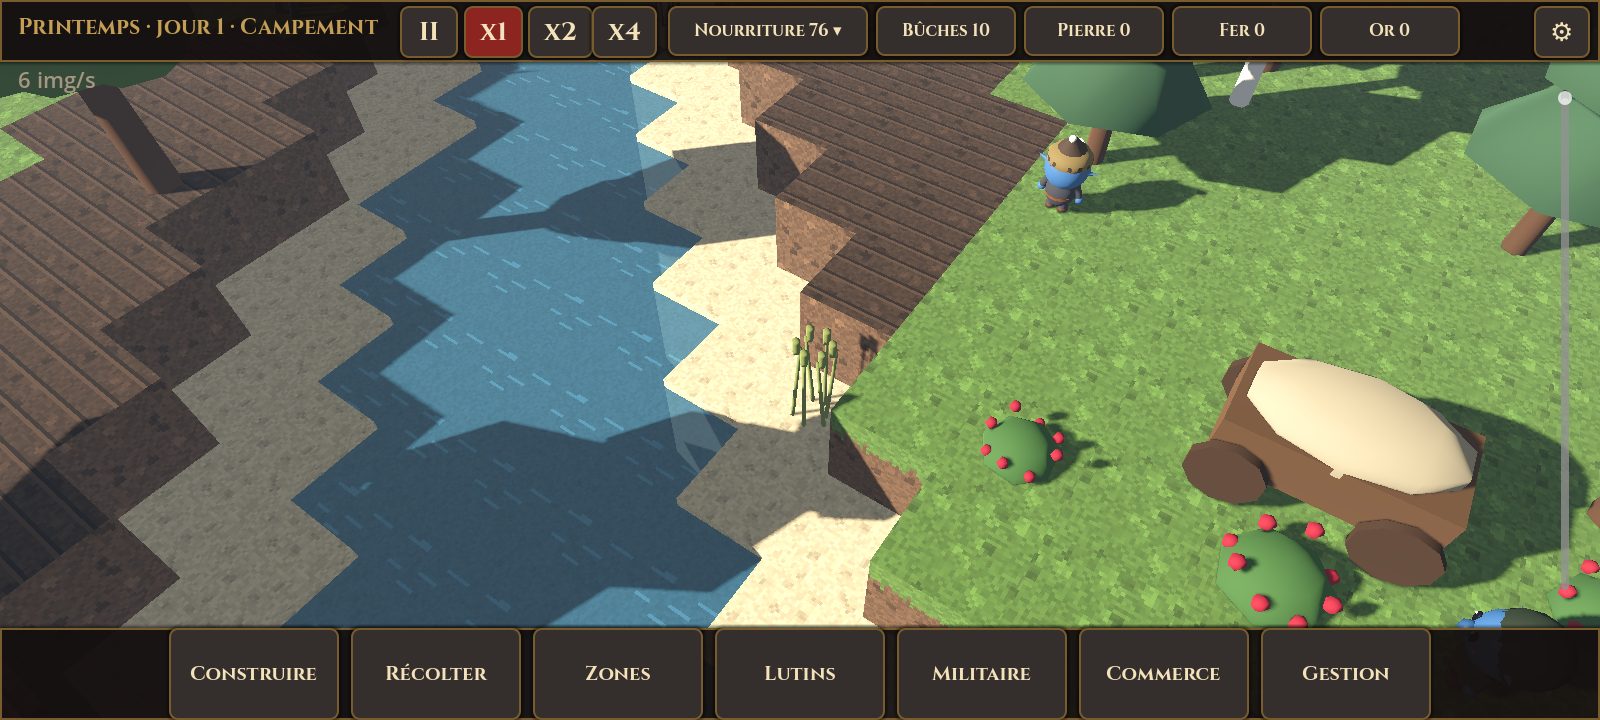 Printemps · jour 1 · Campement
II
X1
X2
X4
Nourriture 76 ▾
Bûches 10
Pierre 0
Fer 0
Or 0
6 img/s
Construire
Récolter
Zones
Lutins
Militaire
Commerce
Gestion